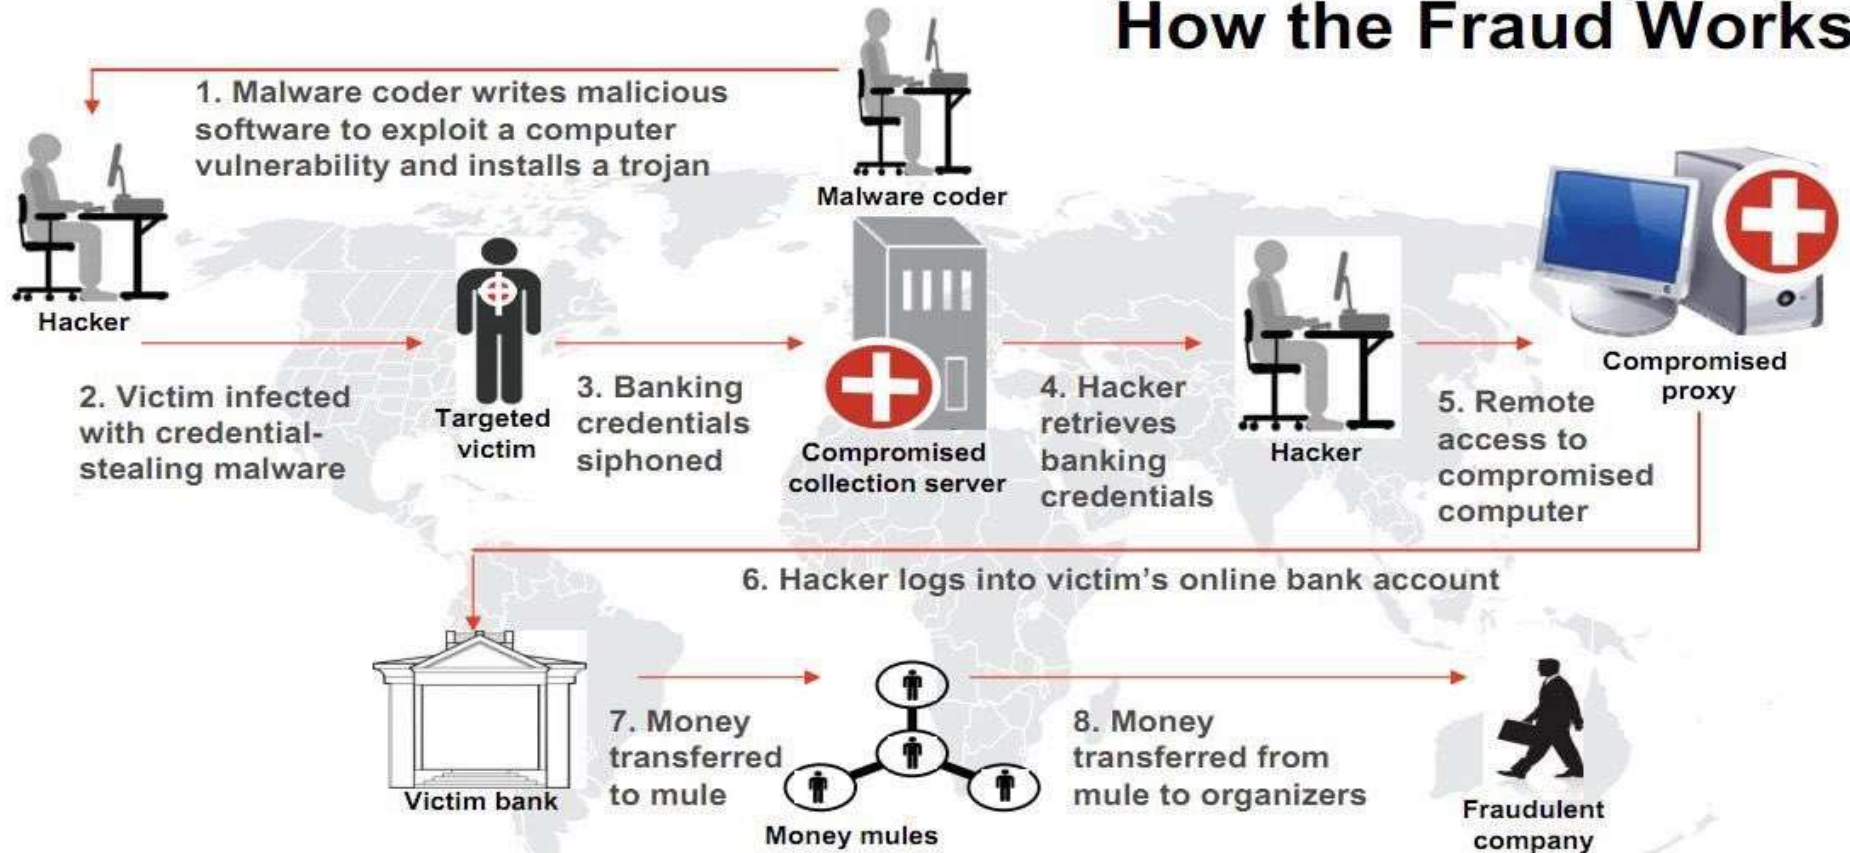 How the Fraud Works
1. Malware coder writes malicious
software to exploit a computer
vulnerability and installs a trojan
Malware coder
Hacker
2. Victim infected
with credential-
stealing malware
Targeted
victim
3. Banking
credentials
siphoned
Compromised
collection server
4. Hacker
retrieves
banking
credentials
Hacker
5. Remote
access to
compromised
computer
Compromised
proxy
6. Hacker logs into victim's online bank account
Victim bank
7. Money
transferred
to mule
Money mules
8. Money
transferred from
mule to organizers
Fraudulent
company